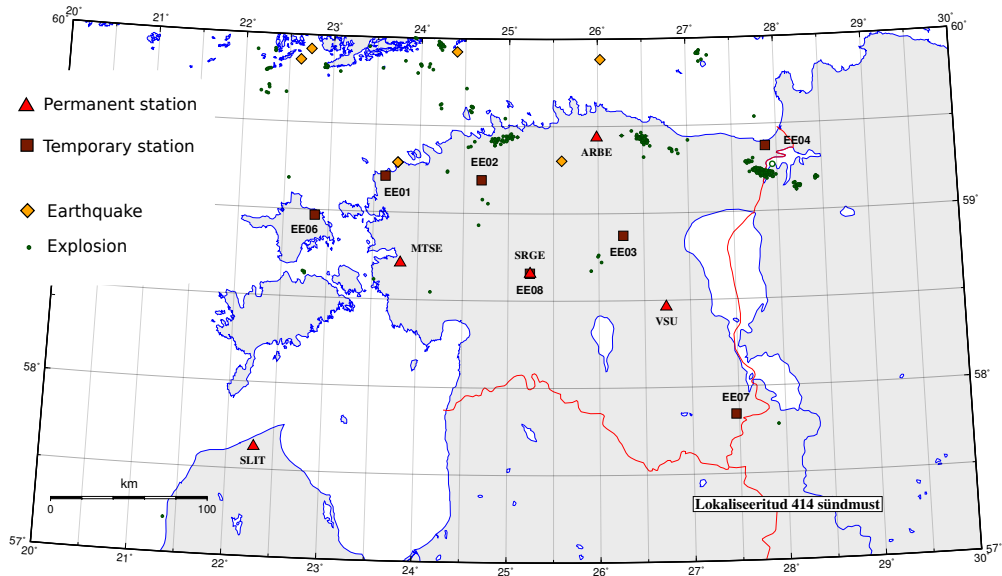 60˚
21˚
22˚
23˚
24˚
25˚
26˚
27˚
28˚
29˚
30˚
60˚
Permanent station
Temporary station
Earthquake
Explosion
ARBE
EE04
EE02
EE01
59˚
EE06
MTSE
SRGE
EE08
EE03
VSU
58˚
58˚
EE07
SLIT
km
0
100
Lokaliseeritud 414 sündmust
57˚
20˚
21˚
22˚
23˚
24˚
25˚
26˚
27˚
28˚
29˚
30˚
57˚